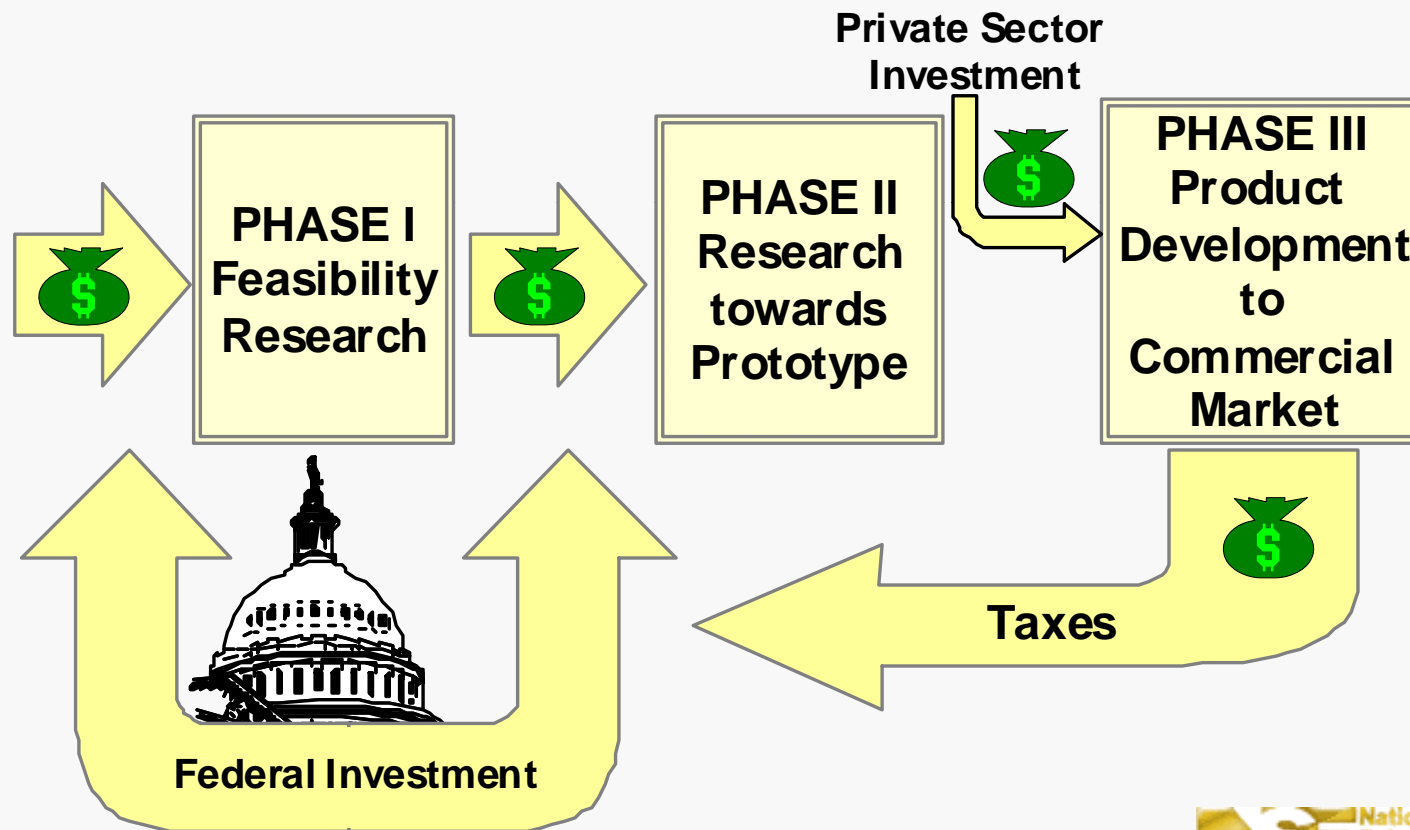 Private Sector
Investment
PHASE I
Feasibility
Research
PHASE II
Research
towards
Prototype
PHASE III
Product
Development
to
Commercial
Market
$
$
$
$
Taxes
Federal Investment